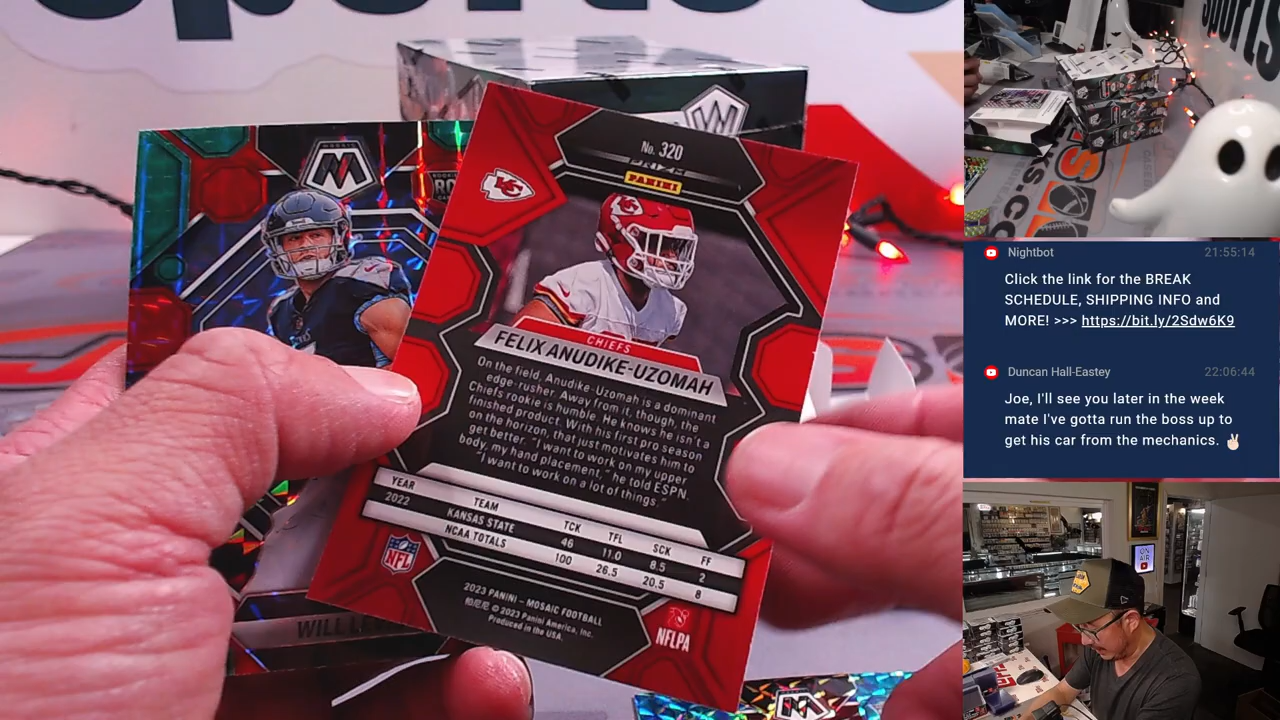 sports
sports
No. 320
PRIZM
PANINI
MOSAIC
M
CHIEFS
FELIX ANUDIKE-UZOMAH
On the field, Anudike-Uzomah is a dominant
edge-rusher. Away from it, though, the
Chiefs rookie is humble. He knows he isn't a
finished product. With his first pro season
on the horizon, that just motivates him to
get better. "I want to work on my upper
body, my hand placement," he told ESPN.
"I want to work on a lot of things."
YEAR TEAM TCK TFL SCK FF
2022 KANSAS STATE 46 11.0 8.5 2
NCAA TOTALS 100 26.5 20.5 8
NFL
2023 PANINI – MOSAIC FOOTBALL
© 2023 Panini America, Inc.
Produced in the USA.
NFLPA
WILL
M
Nightbot 21:55:14
Click the link for the BREAK
SCHEDULE, SHIPPING INFO and
MORE! >>> https://bit.ly/2Sdw6K9
Duncan Hall-Eastey 22:06:44
Joe, I'll see you later in the week
mate I've gotta run the boss up to
get his car from the mechanics. ✌🏻
ON
AIR